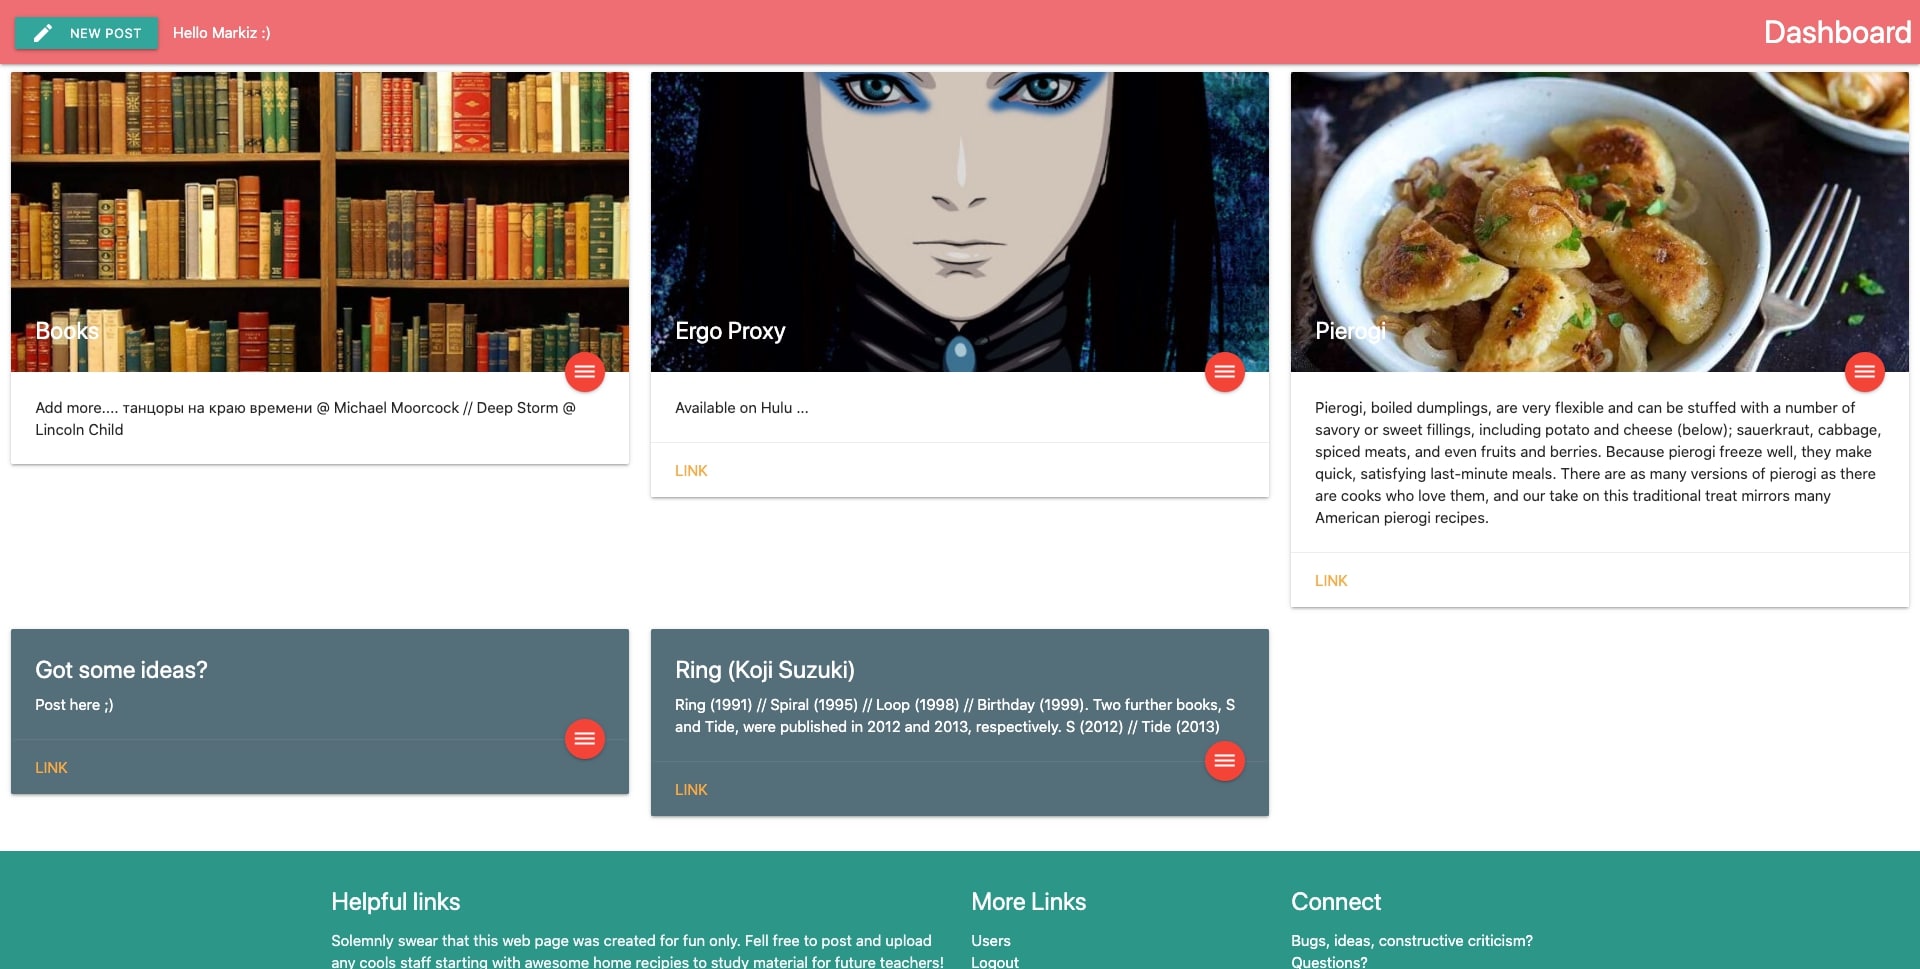 NEW POST
Hello Markiz :)
Dashboard
Books
Add more.... танцоры на краю времени @ Michael Moorcock // Deep Storm @
Lincoln Child
Ergo Proxy
Available on Hulu ...
LINK
Pierogi
Pierogi, boiled dumplings, are very flexible and can be stuffed with a number of
savory or sweet fillings, including potato and cheese (below); sauerkraut, cabbage,
spiced meats, and even fruits and berries. Because pierogi freeze well, they make
quick, satisfying last-minute meals. There are as many versions of pierogi as there
are cooks who love them, and our take on this traditional treat mirrors many
American pierogi recipes.
LINK
Got some ideas?
Post here ;)
LINK
Ring (Koji Suzuki)
Ring (1991) // Spiral (1995) // Loop (1998) // Birthday (1999). Two further books, S
and Tide, were published in 2012 and 2013, respectively. S (2012) // Tide (2013)
LINK
Helpful links
Solemnly swear that this web page was created for fun only. Fell free to post and upload
any cools staff starting with awesome home recipies to study material for future teachers!
More Links
Users
Logout
Connect
Bugs, ideas, constructive criticism?
Questions?